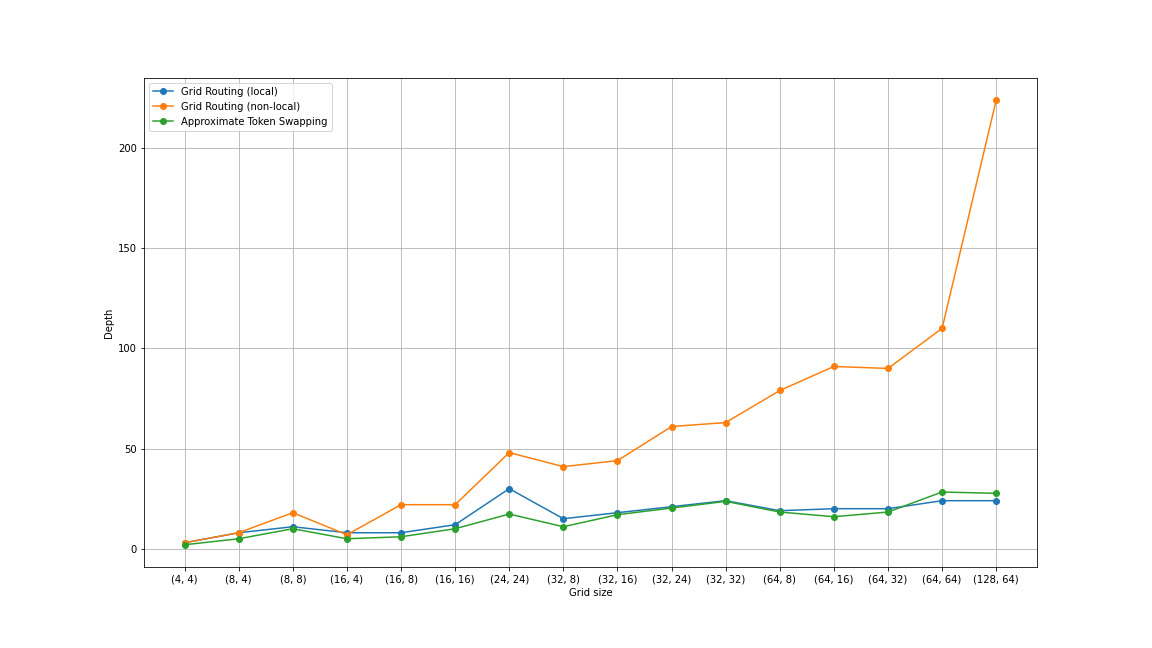 Grid Routing (local)
Grid Routing (non-local)
Approximate Token Swapping
200
150
100
50
0
Depth
(4, 4) (8, 4) (8, 8) (16, 4) (16, 8) (16, 16) (24, 24) (32, 8) (32, 16) (32, 24) (32, 32) (64, 8) (64, 16) (64, 32) (64, 64) (128, 64)
Grid size